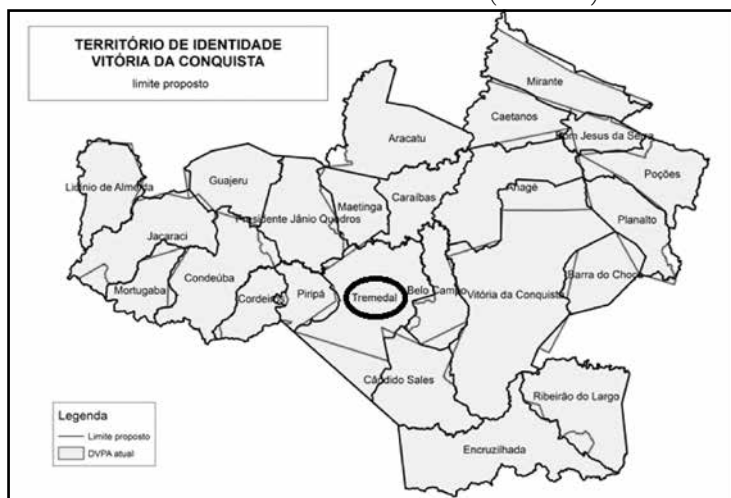 TERRITÓRIO DE IDENTIDADE
VITÓRIA DA CONQUISTA
limite proposto
Mirante
Caetanos
Bom Jesus da Serra
Aracatu
Poções
Licínio de Almeida
Guajeru
Anagé
Maetinga
Caraíbas
Presidente Jânio Quadros
Planalto
Jacaraci
Condeúba
Barra do Choça
Mortugaba
Cordeiros
Piripá
Tremedal
Belo Campo
Vitória da Conquista
Cândido Sales
Ribeirão do Largo
Encruzilhada
Legenda
Limite proposto
DVPA atual